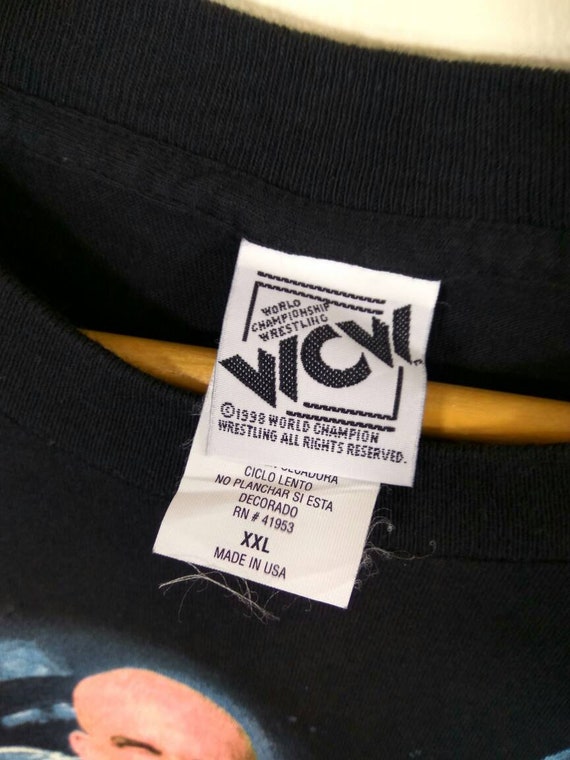 WORLD
CHAMPIONSHIP
WRESTLING
WCW
©1998 WORLD CHAMPION
WRESTLING ALL RIGHTS RESERVED.
CICLO LENTO
NO PLANCHAR SI ESTA
DECORADO
RN # 41953
XXL
MADE IN USA